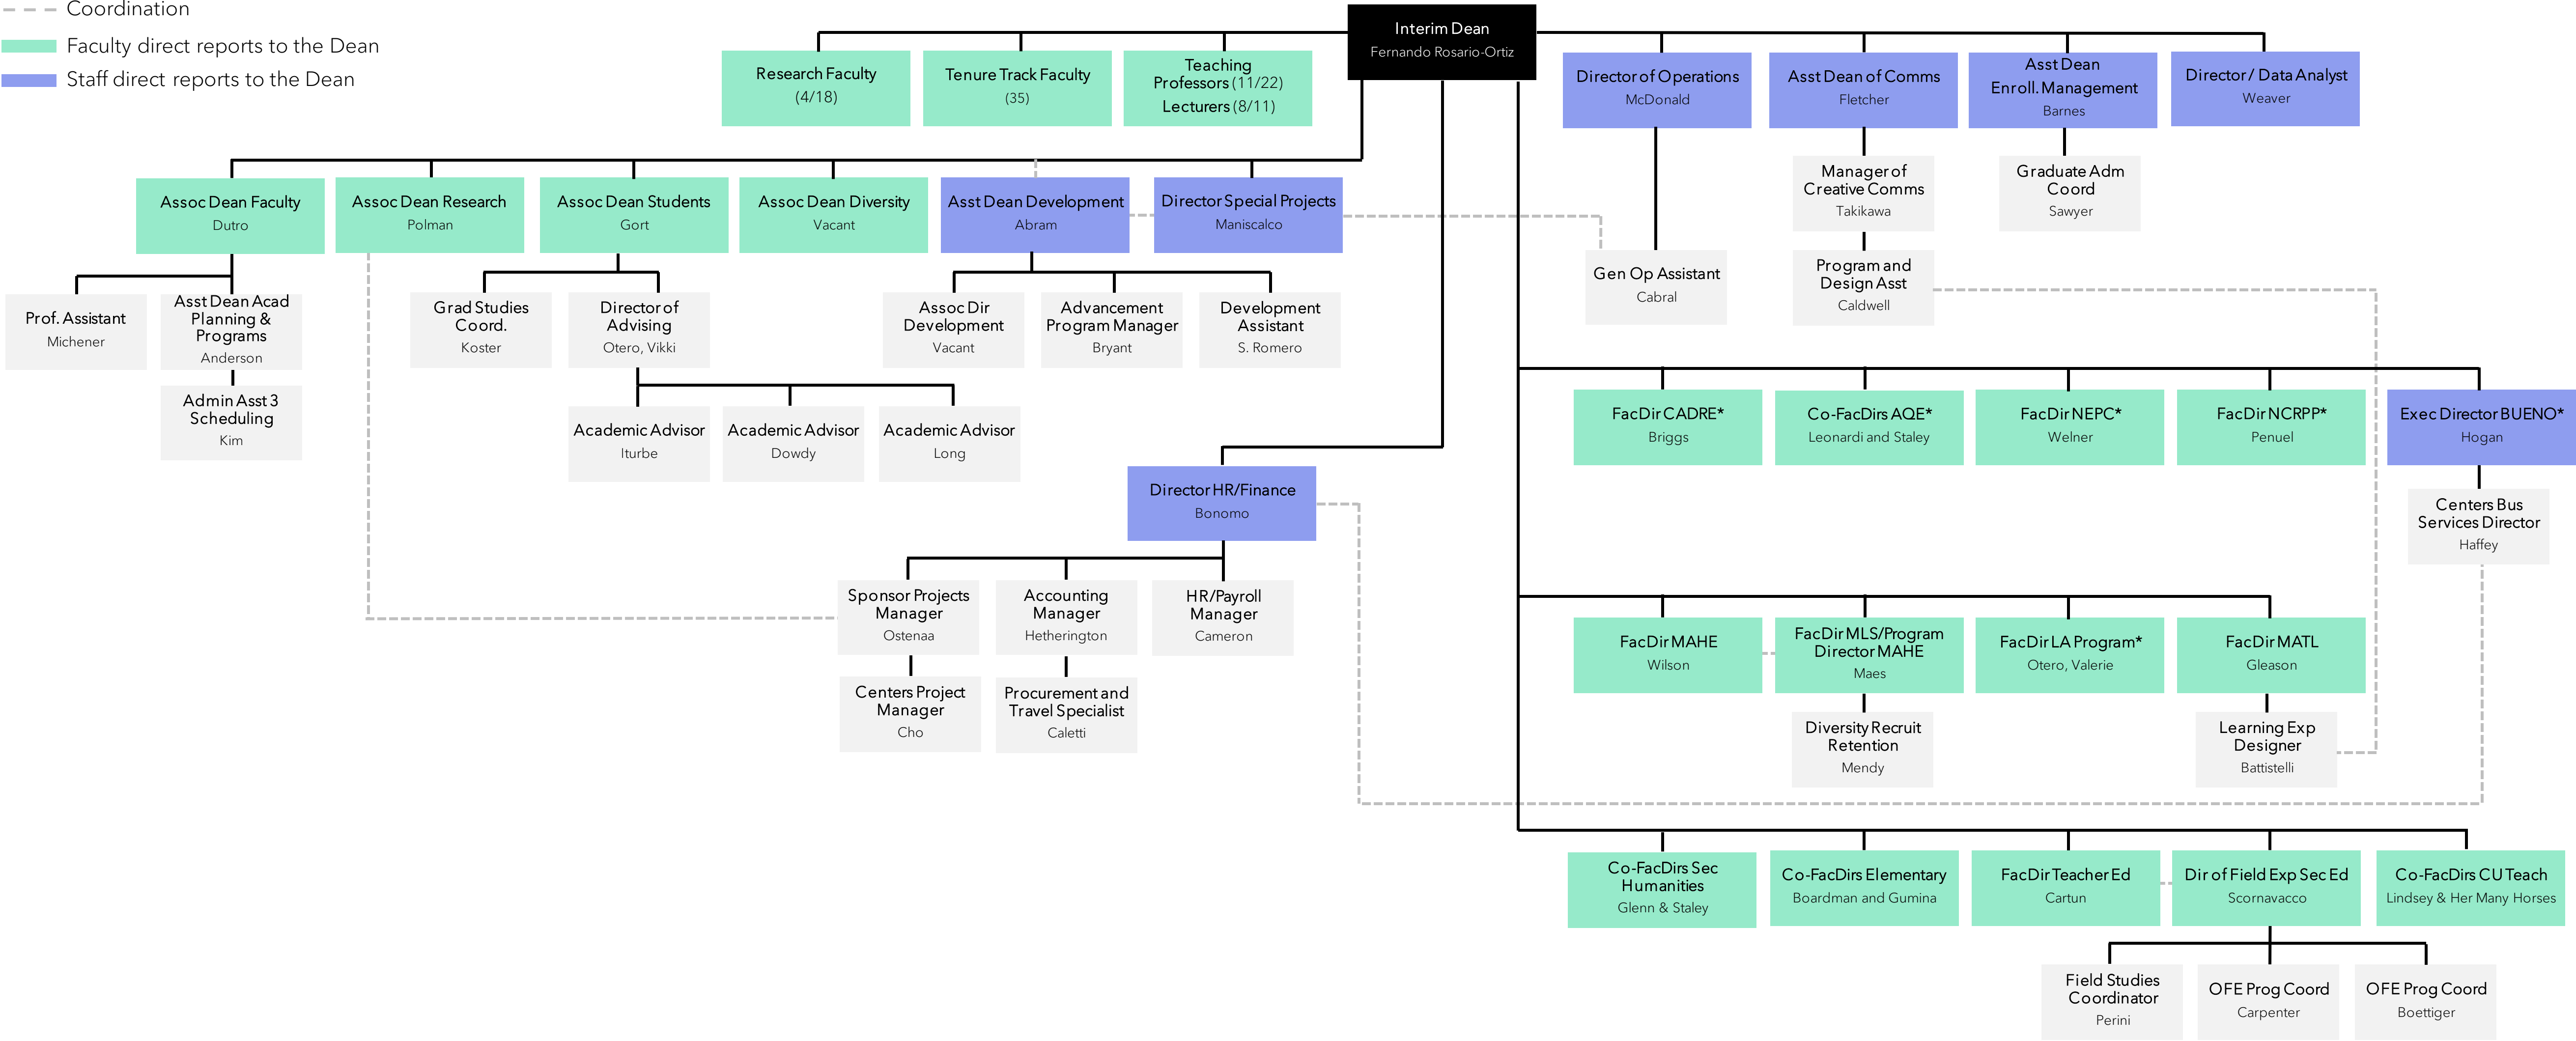 Coordination
Faculty direct reports to the Dean
Staff direct reports to the Dean
Interim Dean
Fernando Rosario-Ortiz
Research Faculty
(4/18)
Tenure Track Faculty
(35)
Teaching
Professors (11/22)
Lecturers (8/11)
Director of Operations
McDonald
Asst Dean of Comms
Fletcher
Asst Dean
Enroll. Management
Barnes
Director / Data Analyst
Weaver
Manager of
Creative Comms
Takikawa
Graduate Adm
Coord
Sawyer
Assoc Dean Faculty
Dutro
Assoc Dean Research
Polman
Assoc Dean Students
Gort
Assoc Dean Diversity
Vacant
Asst Dean Development
Abram
Director Special Projects
Maniscalco
Gen Op Assistant
Cabral
Program and
Design Asst
Caldwell
Prof. Assistant
Michener
Asst Dean Acad
Planning &
Programs
Anderson
Grad Studies
Coord.
Koster
Director of
Advising
Otero, Vikki
Assoc Dir
Development
Vacant
Advancement
Program Manager
Bryant
Development
Assistant
S. Romero
Admin Asst 3
Scheduling
Kim
Academic Advisor
Iturbe
Academic Advisor
Dowdy
Academic Advisor
Long
FacDir CADRE*
Briggs
Co-FacDirs AQE*
Leonardi and Staley
FacDir NEPC*
Welner
FacDir NCRPP*
Penuel
Exec Director BUENO*
Hogan
Director HR/Finance
Bonomo
Centers Bus
Services Director
Haffey
Sponsor Projects
Manager
Ostenaa
Accounting
Manager
Hetherington
HR/Payroll
Manager
Cameron
FacDir MAHE
Wilson
FacDir MLS/Program
Director MAHE
Maes
FacDir LA Program*
Otero, Valerie
FacDir MATL
Gleason
Centers Project
Manager
Cho
Procurement and
Travel Specialist
Caletti
Diversity Recruit
Retention
Mendy
Learning Exp
Designer
Battistelli
Co-FacDirs Sec
Humanities
Glenn & Staley
Co-FacDirs Elementary
Boardman and Gumina
FacDir Teacher Ed
Cartun
Dir of Field Exp Sec Ed
Scornavacco
Co-FacDirs CU Teach
Lindsey & Her Many Horses
Field Studies
Coordinator
Perini
OFE Prog Coord
Carpenter
OFE Prog Coord
Boettiger